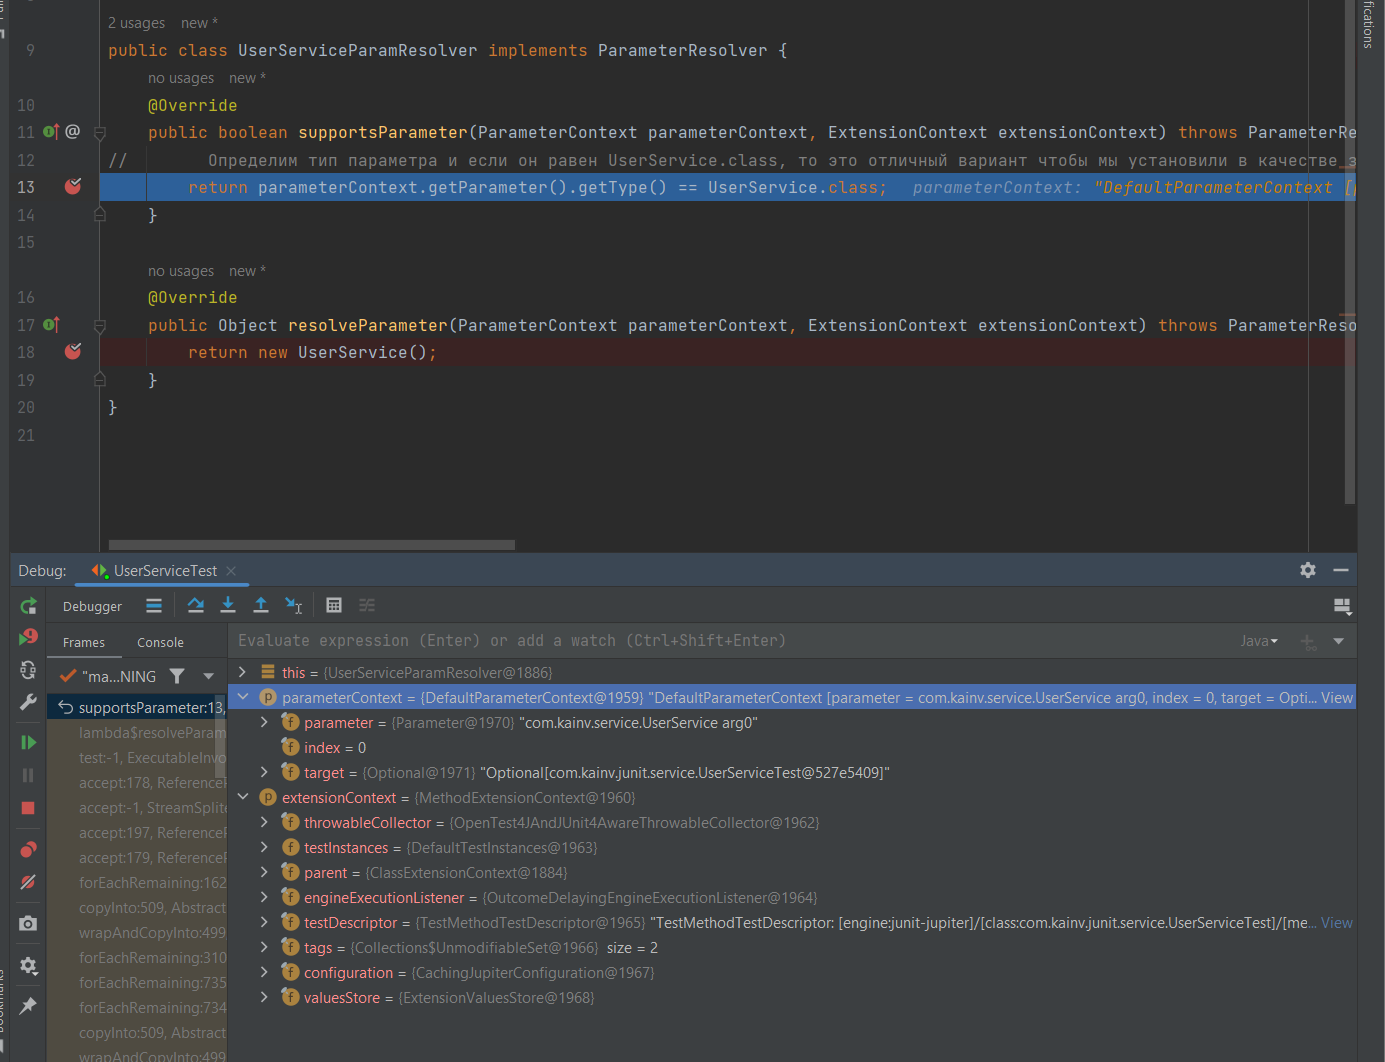 fications
2 usages   new *
9 public class UserServiceParamResolver implements ParameterResolver {
no usages   new *
10 @Override
11 @ public boolean supportsParameter(ParameterContext parameterContext, ExtensionContext extensionContext) throws ParameterRe
12 //        Определим тип параметра и если он равен UserService.class, то это отличный вариант чтобы мы установили в качестве з
13 return parameterContext.getParameter().getType() == UserService.class;   parameterContext: "DefaultParameterContext [p
14 }
15
no usages   new *
16 @Override
17 public Object resolveParameter(ParameterContext parameterContext, ExtensionContext extensionContext) throws ParameterReso
18 return new UserService();
19 }
20 }
21
Debug: UserServiceTest
Debugger
Frames Console Evaluate expression (Enter) or add a watch (Ctrl+Shift+Enter) Java
"ma...NING
this = {UserServiceParamResolver@1886}
parameterContext = {DefaultParameterContext@1959} "DefaultParameterContext [parameter = com.kainv.service.UserService arg0, index = 0, target = Opti... View
parameter = {Parameter@1970} "com.kainv.service.UserService arg0"
index = 0
target = {Optional@1971} "Optional[com.kainv.junit.service.UserServiceTest@527e5409]"
extensionContext = {MethodExtensionContext@1960}
throwableCollector = {OpenTest4JAndJUnit4AwareThrowableCollector@1962}
testInstances = {DefaultTestInstances@1963}
parent = {ClassExtensionContext@1884}
engineExecutionListener = {OutcomeDelayingEngineExecutionListener@1964}
testDescriptor = {TestMethodTestDescriptor@1965} "TestMethodTestDescriptor: [engine:junit-jupiter]/[class:com.kainv.junit.service.UserServiceTest]/[me... View
tags = {Collections$UnmodifiableSet@1966}  size = 2
configuration = {CachingJupiterConfiguration@1967}
valuesStore = {ExtensionValuesStore@1968}
supportsParameter:13,
lambda$resolveParam
test:-1, ExecutableInvo
accept:178, ReferenceP
accept:-1, StreamSplite
accept:197, ReferenceP
accept:179, ReferenceP
forEachRemaining:162
copyInto:509, Abstract
wrapAndCopyInto:499
forEachRemaining:310
forEachRemaining:735
forEachRemaining:734
copyInto:509, Abstract
wrapAndCopyInto:499